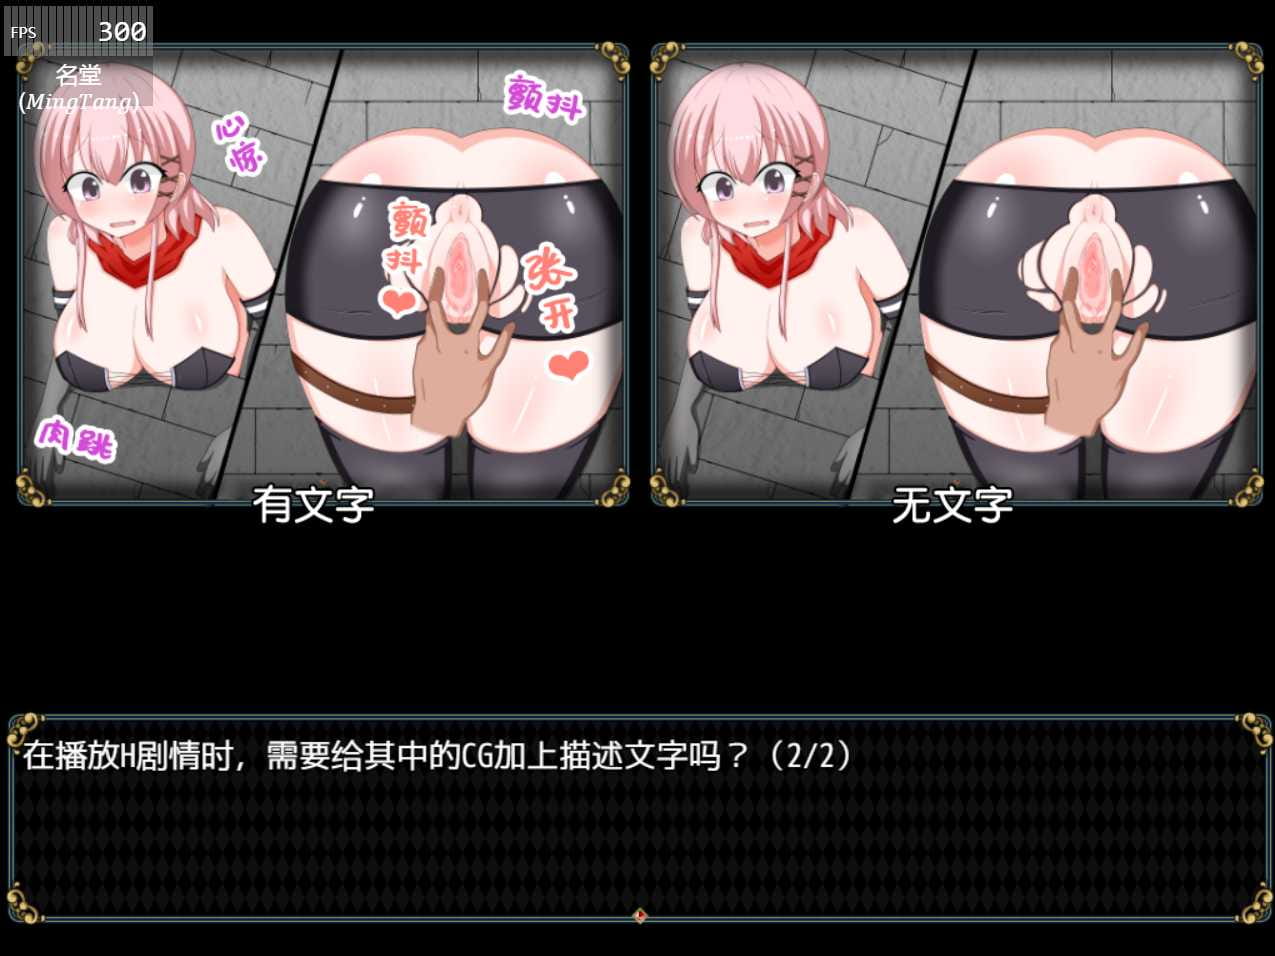 FPS 300
名堂
(MingTang)
心
惊
颤抖
颤
抖
张
开
肉跳
有文字
无文字
在播放H剧情时，需要给其中的CG加上描述文字吗？（2/2）